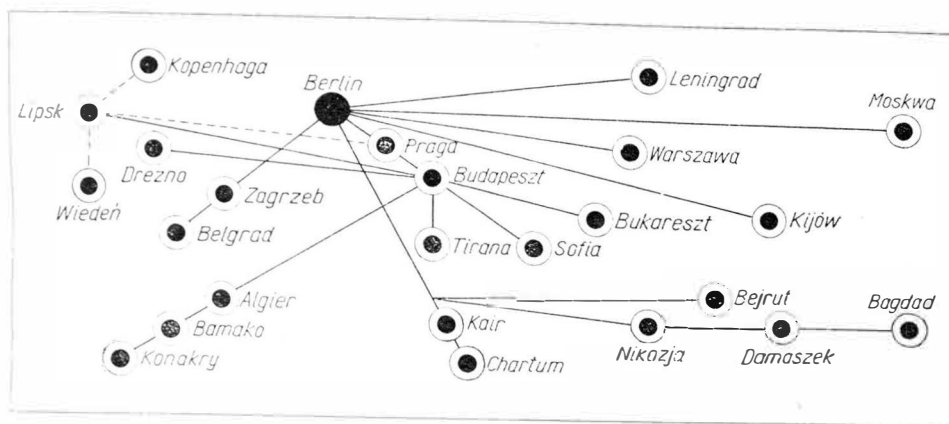 Kopenhaga
Berlin
Leningrad
Lipsk
Moskwa
Praga
Warszawa
Drezno
Budapeszt
Wiedeń
Zagrzeb
Bukareszt
Kijów
Belgrad
Tirana
Sofia
Algier
Bejrut
Bagdad
Bamako
Kair
Konakry
Chartum
Nikozja
Damaszek